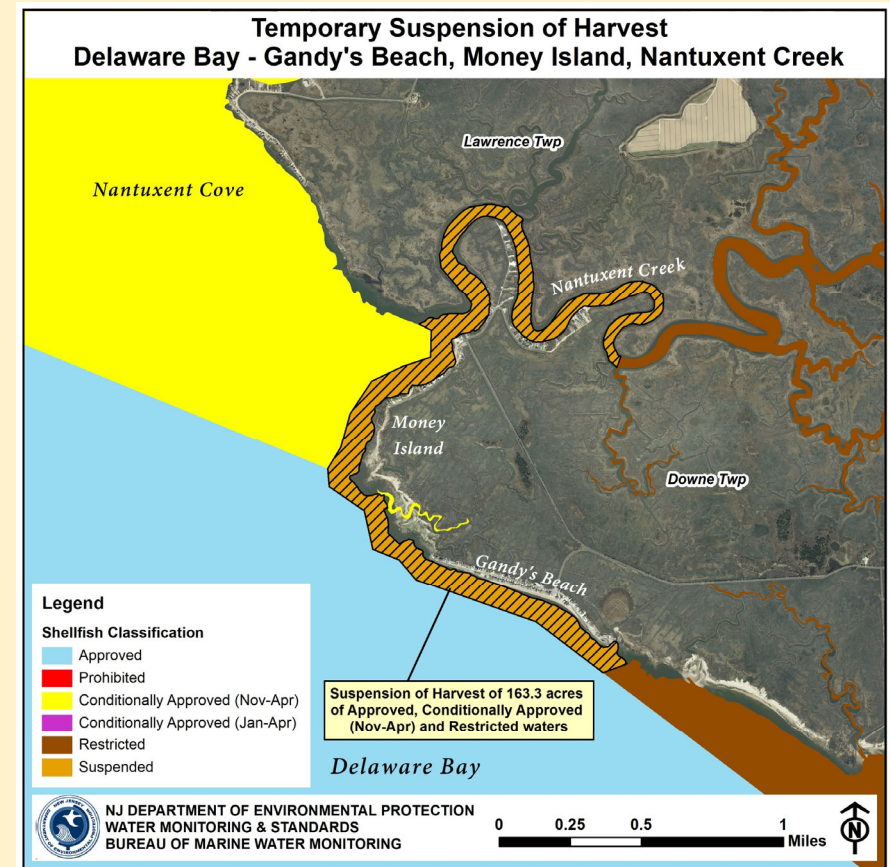 Temporary Suspension of Harvest
Delaware Bay - Gandy's Beach, Money Island, Nantuxent Creek
Lawrence Twp
Nantuxent Cove
Nantuxent Creek
Money
Island
Downe Twp
Gandy's Beach
Legend
Shellfish Classification
Approved
Prohibited
Conditionally Approved (Nov-Apr)
Conditionally Approved (Jan-Apr)
Restricted
Suspended
Suspension of Harvest of 163.3 acres
of Approved, Conditionally Approved
(Nov-Apr) and Restricted waters
Delaware Bay
NJ DEPARTMENT OF ENVIRONMENTAL PROTECTION
WATER MONITORING & STANDARDS
BUREAU OF MARINE WATER MONITORING
0 0.25 0.5 1
Miles
N